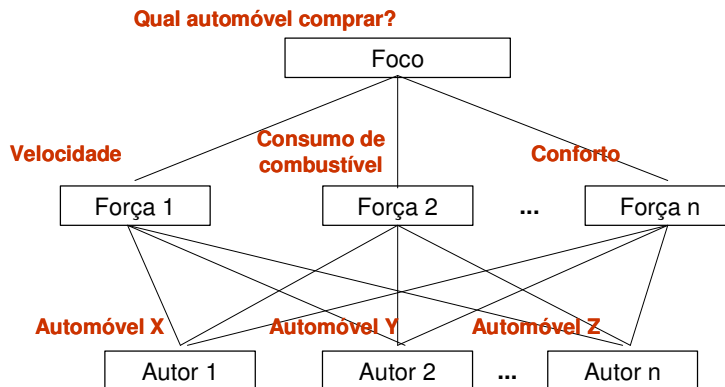 Qual automóvel comprar?
Foco
Velocidade
Consumo de
combustível
Conforto
Força 1
Força 2
...
Força n
Automóvel X
Automóvel Y
Automóvel Z
Autor 1
Autor 2
...
Autor n